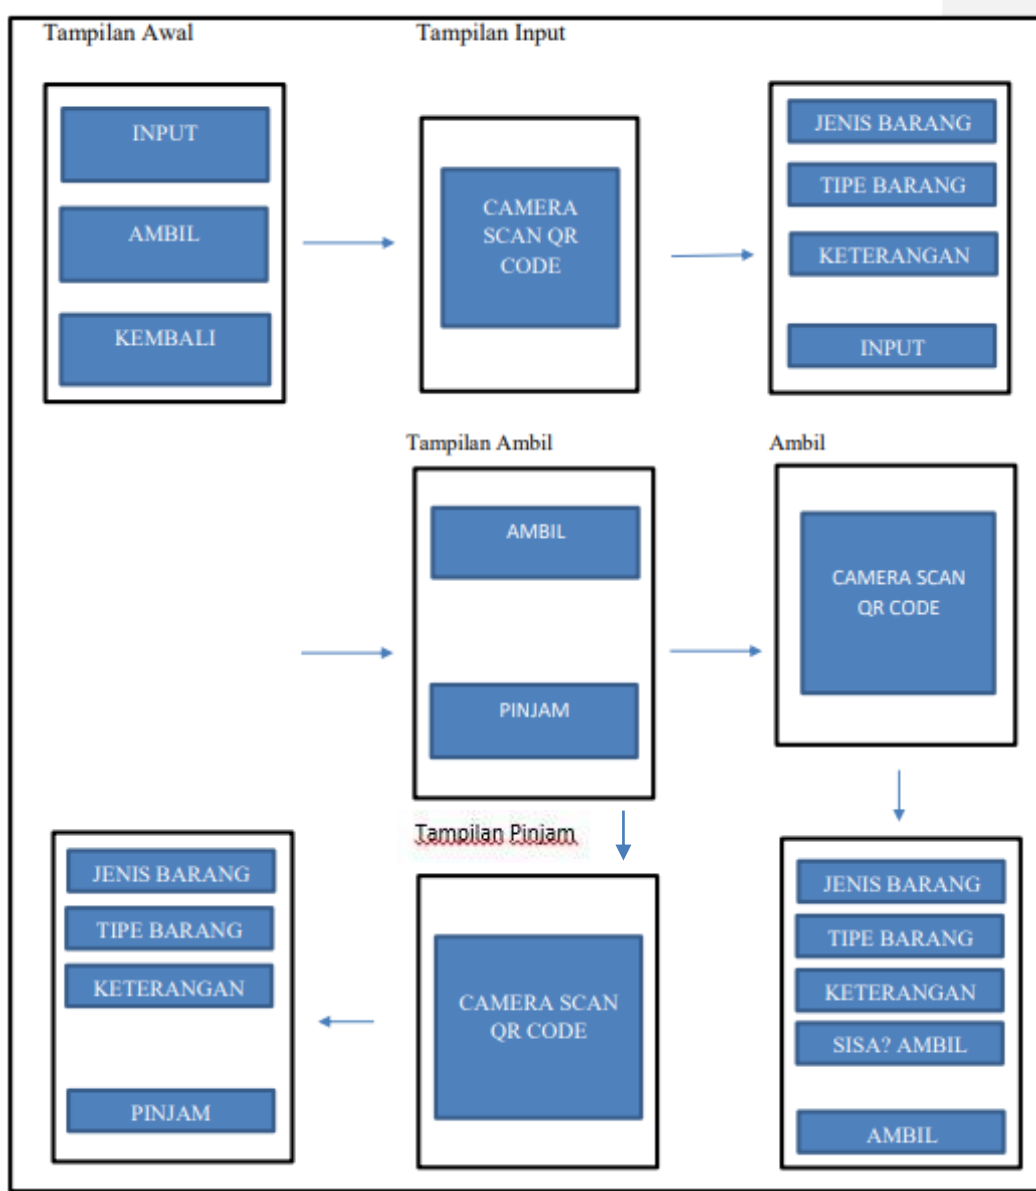 Tampilan Awal
Tampilan Input
INPUT
AMBIL
KEMBALI
CAMERA
SCAN QR
CODE
JENIS BARANG
TIPE BARANG
KETERANGAN
INPUT
Tampilan Ambil
Ambil
AMBIL
PINJAM
CAMERA SCAN
QR CODE
Tampilan Pinjam
JENIS BARANG
TIPE BARANG
KETERANGAN
PINJAM
CAMERA SCAN
QR CODE
JENIS BARANG
TIPE BARANG
KETERANGAN
SISA? AMBIL
AMBIL